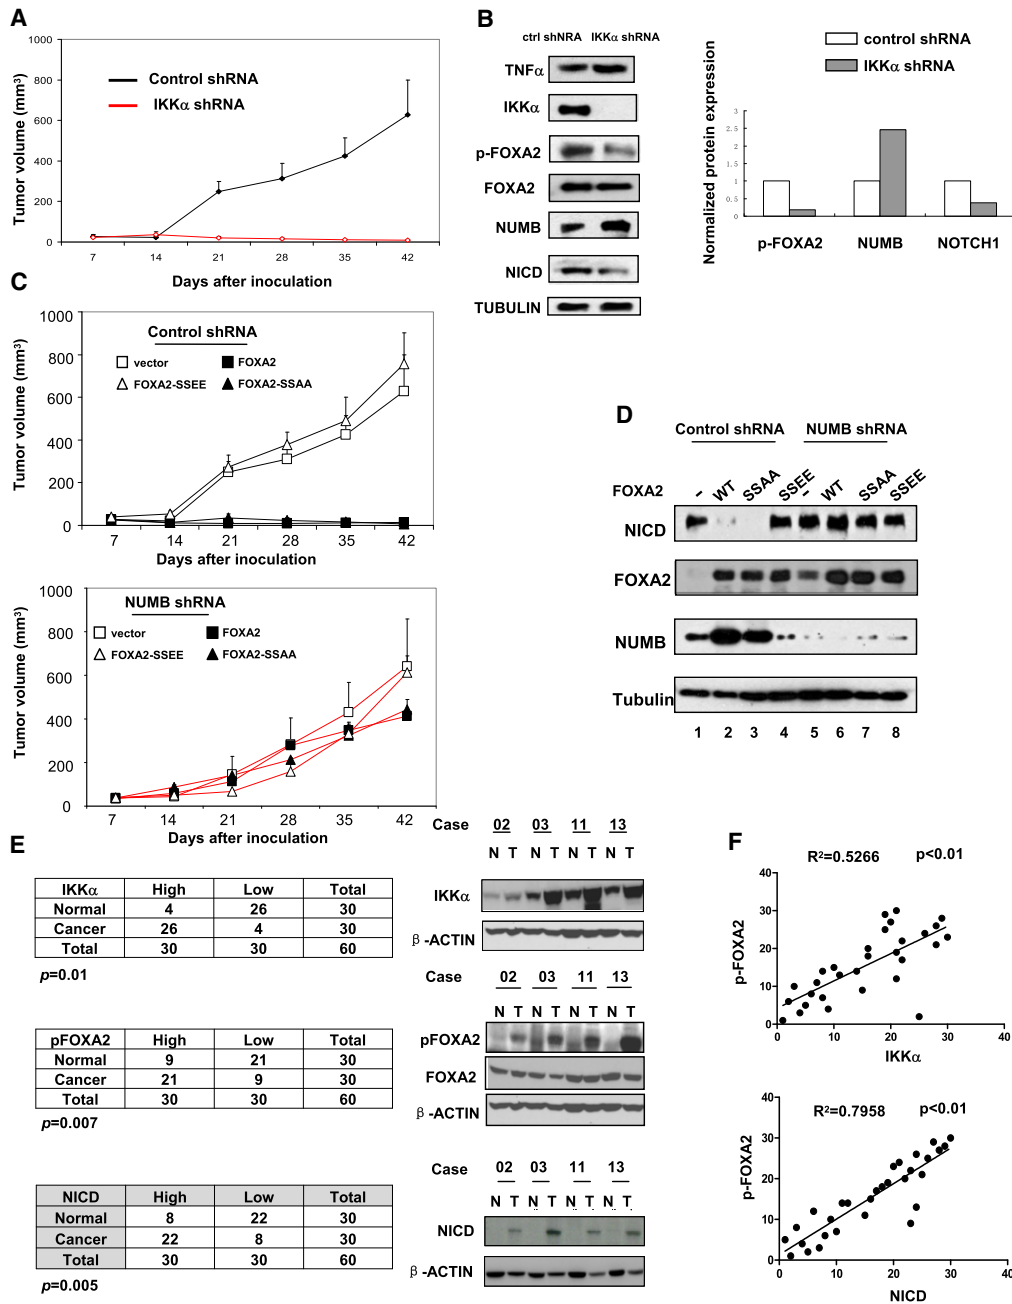 A
Tumor volume (mm³)
1000
800
600
400
200
0
Control shRNA
IKKα shRNA
7 14 21 28 35 42
Days after inoculation
B
ctrl shNRA IKKα shRNA
TNFα
IKKα
p-FOXA2
FOXA2
NUMB
NICD
TUBULIN
control shRNA
IKKα shRNA
Normalized protein expression
3
2.5
2
1.5
1
0.5
0
p-FOXA2 NUMB NOTCH1
C
Tumor volume (mm³)
1000
800
600
400
200
0
Control shRNA
vector FOXA2
FOXA2-SSEE FOXA2-SSAA
7 14 21 28 35 42
Days after inoculation
Tumor volume (mm³)
1000
800
600
400
200
0
NUMB shRNA
vector FOXA2
FOXA2-SSEE FOXA2-SSAA
7 14 21 28 35 42
Days after inoculation
D
Control shRNA NUMB shRNA
FOXA2 - WT SSAA SSEE - WT SSAA SSEE
NICD
FOXA2
NUMB
Tubulin
1 2 3 4 5 6 7 8
E
IKKα High Low Total
Normal 4 26 30
Cancer 26 4 30
Total 30 30 60
p=0.01
pFOXA2 High Low Total
Normal 9 21 30
Cancer 21 9 30
Total 30 30 60
p=0.007
NICD High Low Total
Normal 8 22 30
Cancer 22 8 30
Total 30 30 60
p=0.005
Case 02 03 11 13
N T N T N T N T
IKKα
β-ACTIN
Case 02 03 11 13
N T N T N T N T
pFOXA2
FOXA2
β-ACTIN
Case 02 03 11 13
N T N T N T N T
NICD
β-ACTIN
F
R²=0.5266 p<0.01
p-FOXA2
40
30
20
10
0
0 10 20 30 40
IKKα
R²=0.7958 p<0.01
p-FOXA2
40
30
20
10
0
0 10 20 30 40
NICD